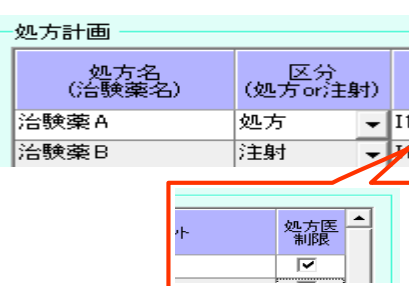 処方計画
処方名 区分
(治験薬名) (処方or注射)
治験薬A 処方
治験薬B 注射
処方医
制限